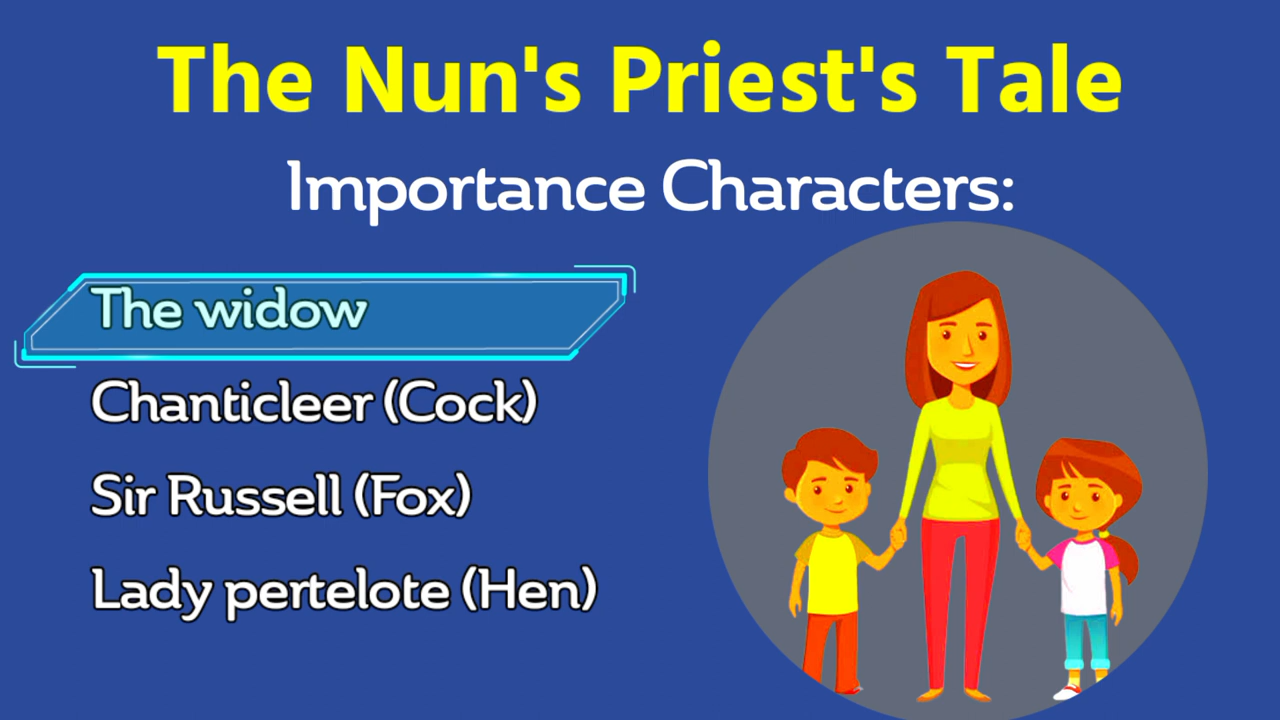 The Nun's Priest's Tale
Importance Characters:
The widow
Chanticleer (Cock)
Sir Russell (Fox)
Lady pertelote (Hen)